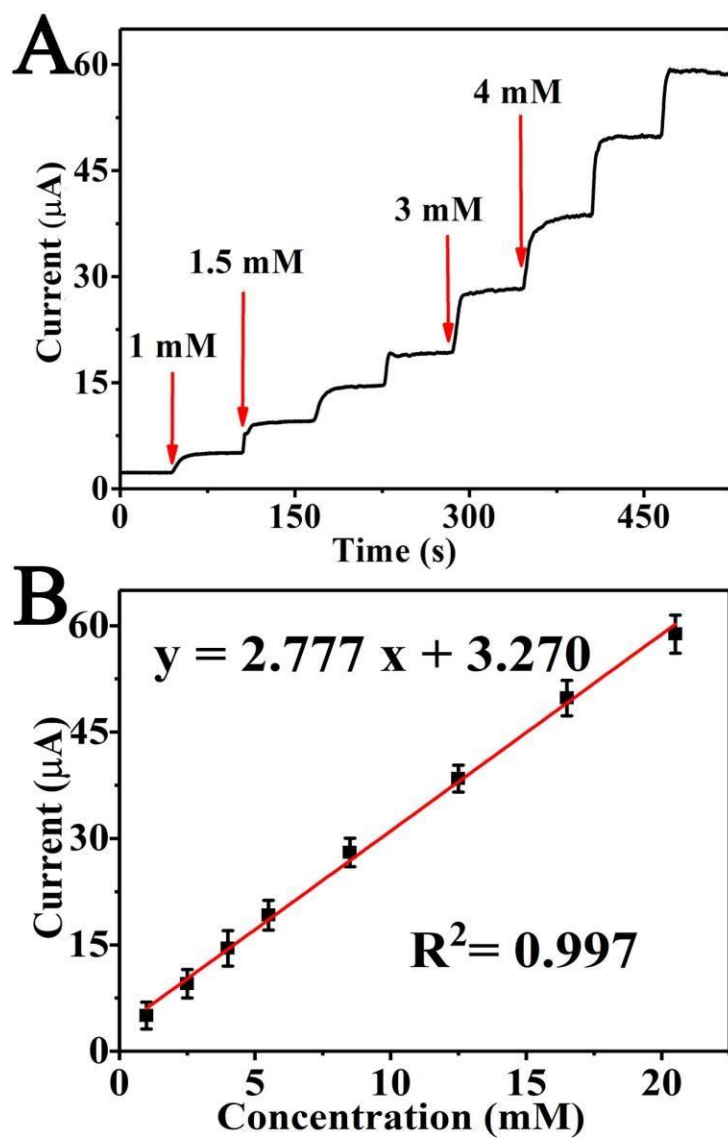 A
60
4 mM
45
3 mM
Current (μA)
1.5 mM
30
1 mM
15
0
0 150 300 450
Time (s)
B
60
y = 2.777 x + 3.270
45
Current (μA)
30
15
R²= 0.997
0
0 5 10 15 20
Concentration (mM)